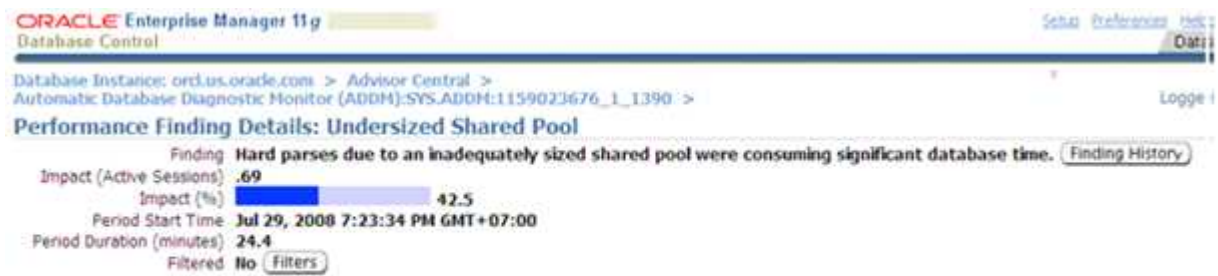 ORACLE Enterprise Manager 11g
Database Control
Setup Preferences Help
Database Instance: orcl.us.oracle.com > Advisor Central >
Automatic Database Diagnostic Monitor (ADDM):SYS.ADDM:1159023676_1_1390 >
Performance Finding Details: Undersized Shared Pool
Finding Hard parses due to an inadequately sized shared pool were consuming significant database time. Finding History
Impact (Active Sessions) .69
Impact (%) 42.5
Period Start Time Jul 29, 2008 7:23:34 PM GMT+07:00
Period Duration (minutes) 24.4
Filtered No Filters